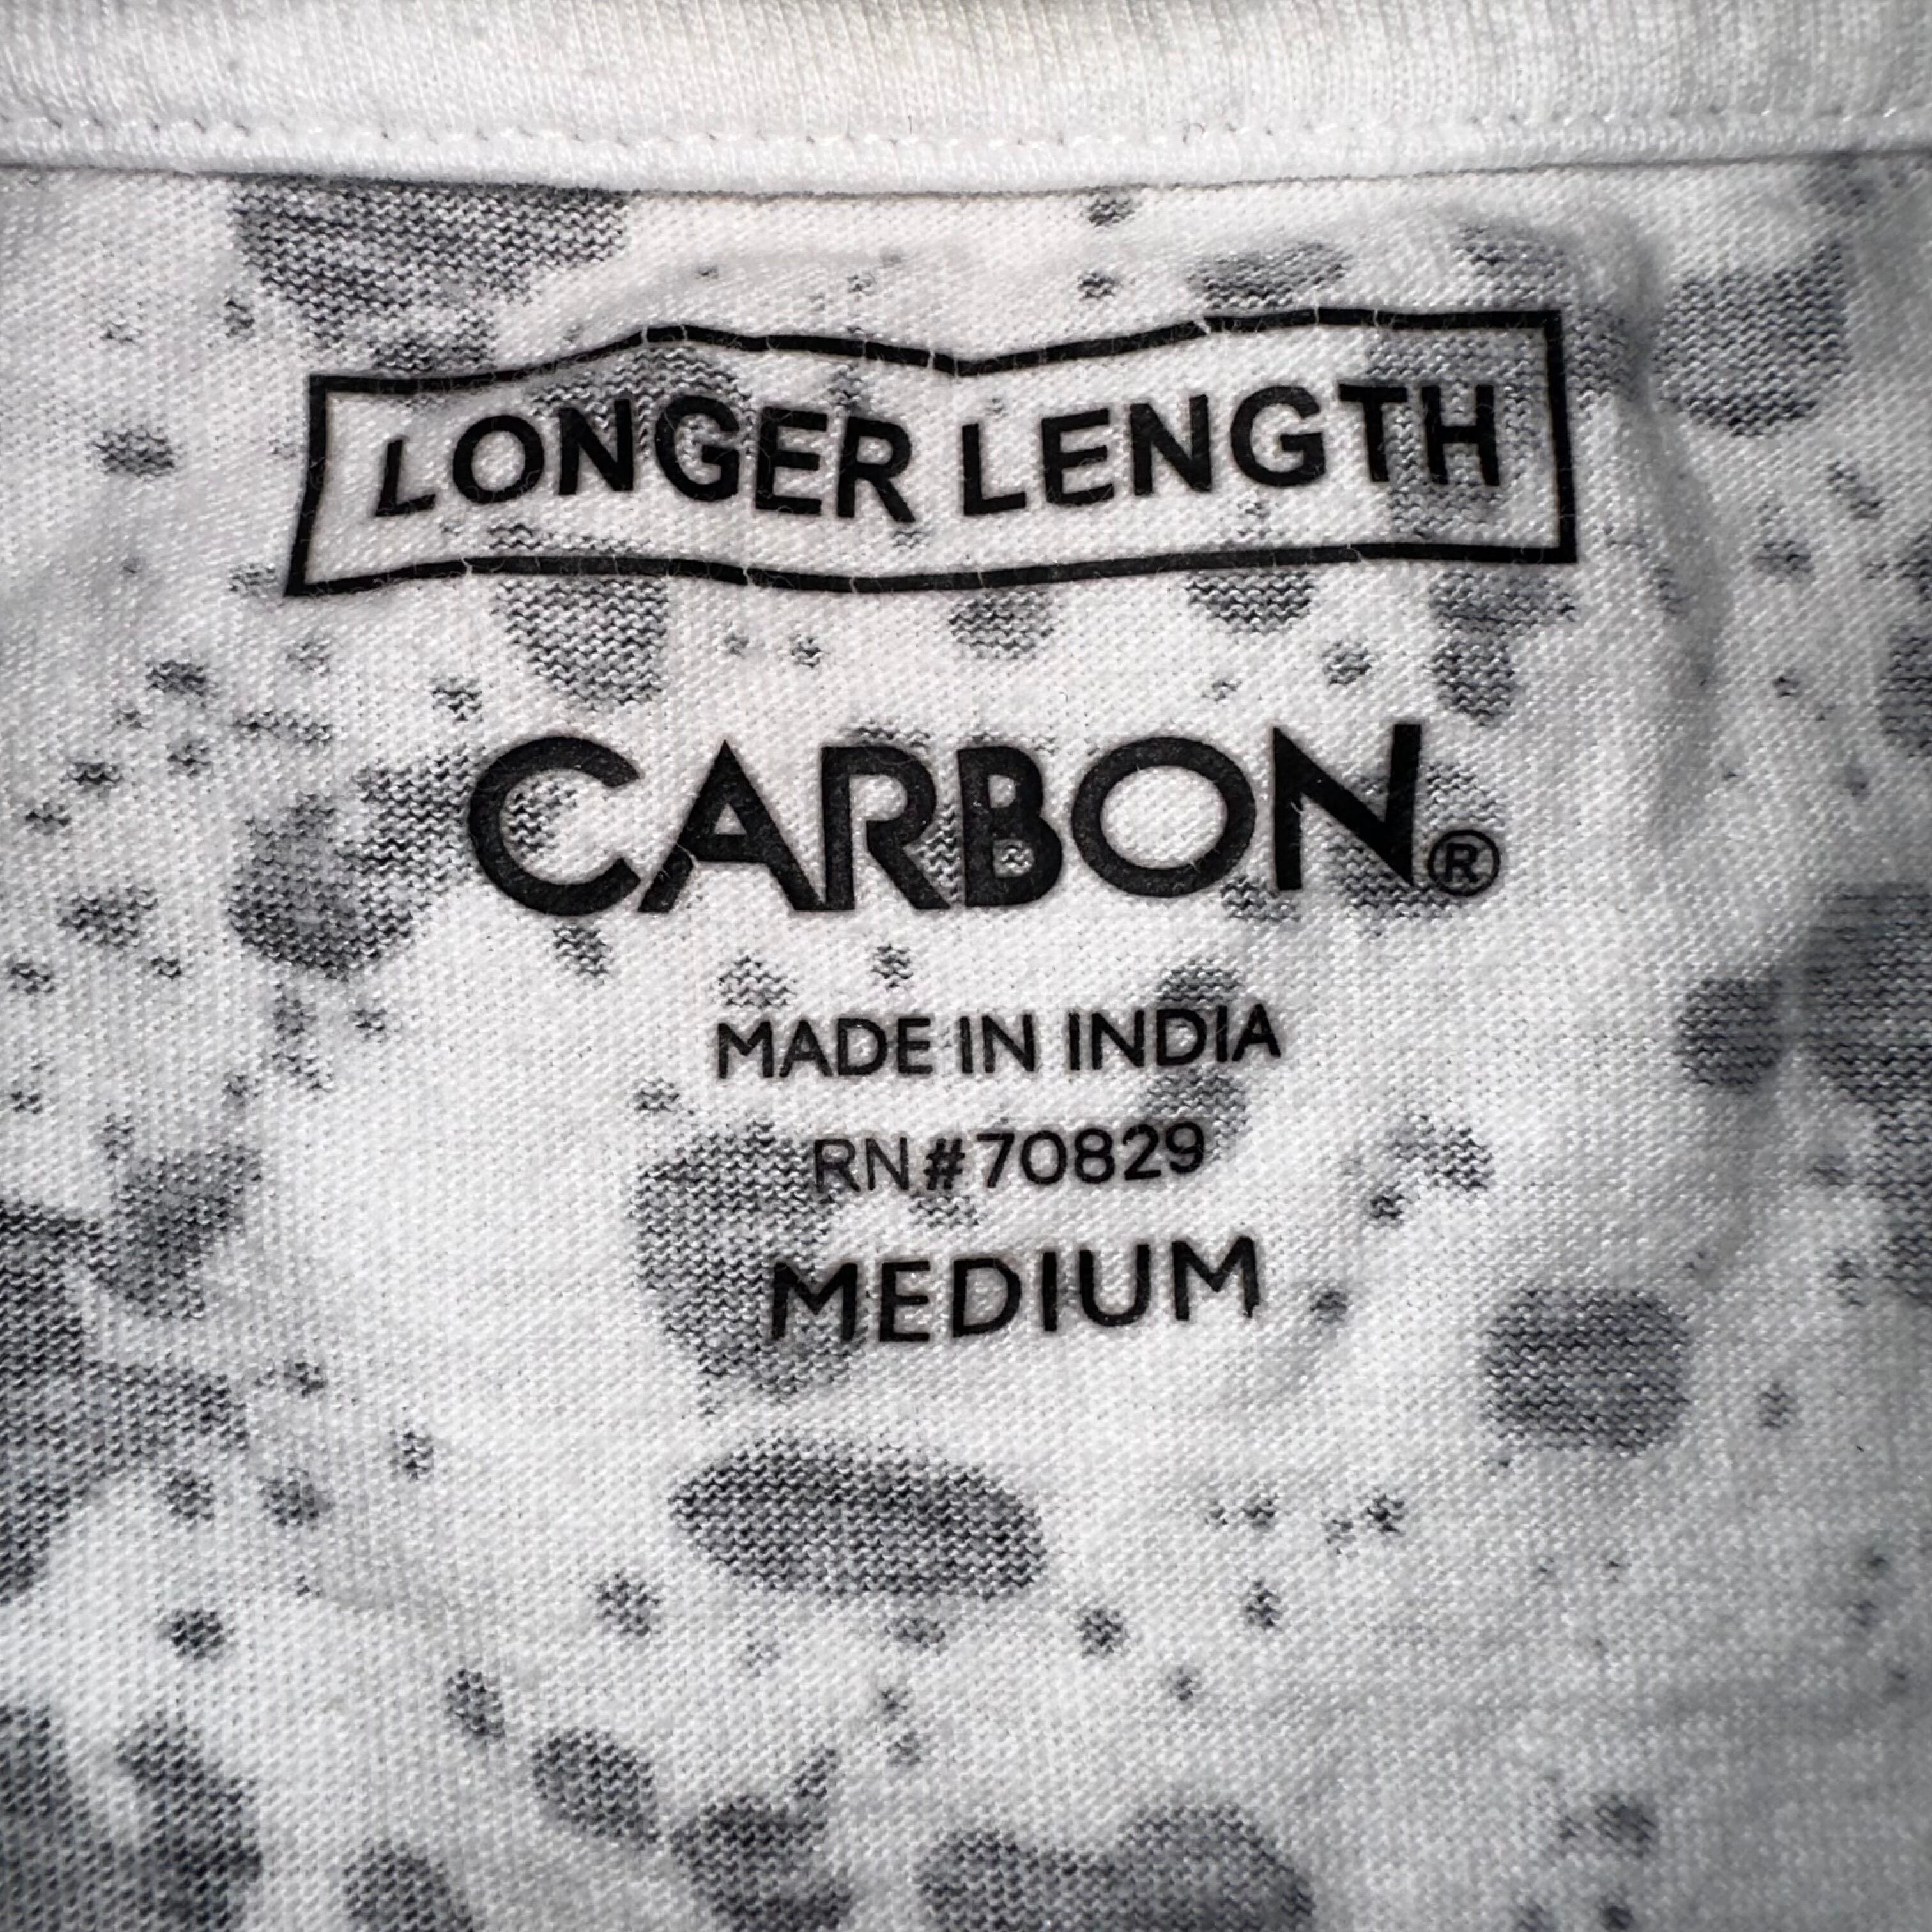 LONGER LENGTH
CARBON®
MADE IN INDIA
RN#70829
MEDIUM